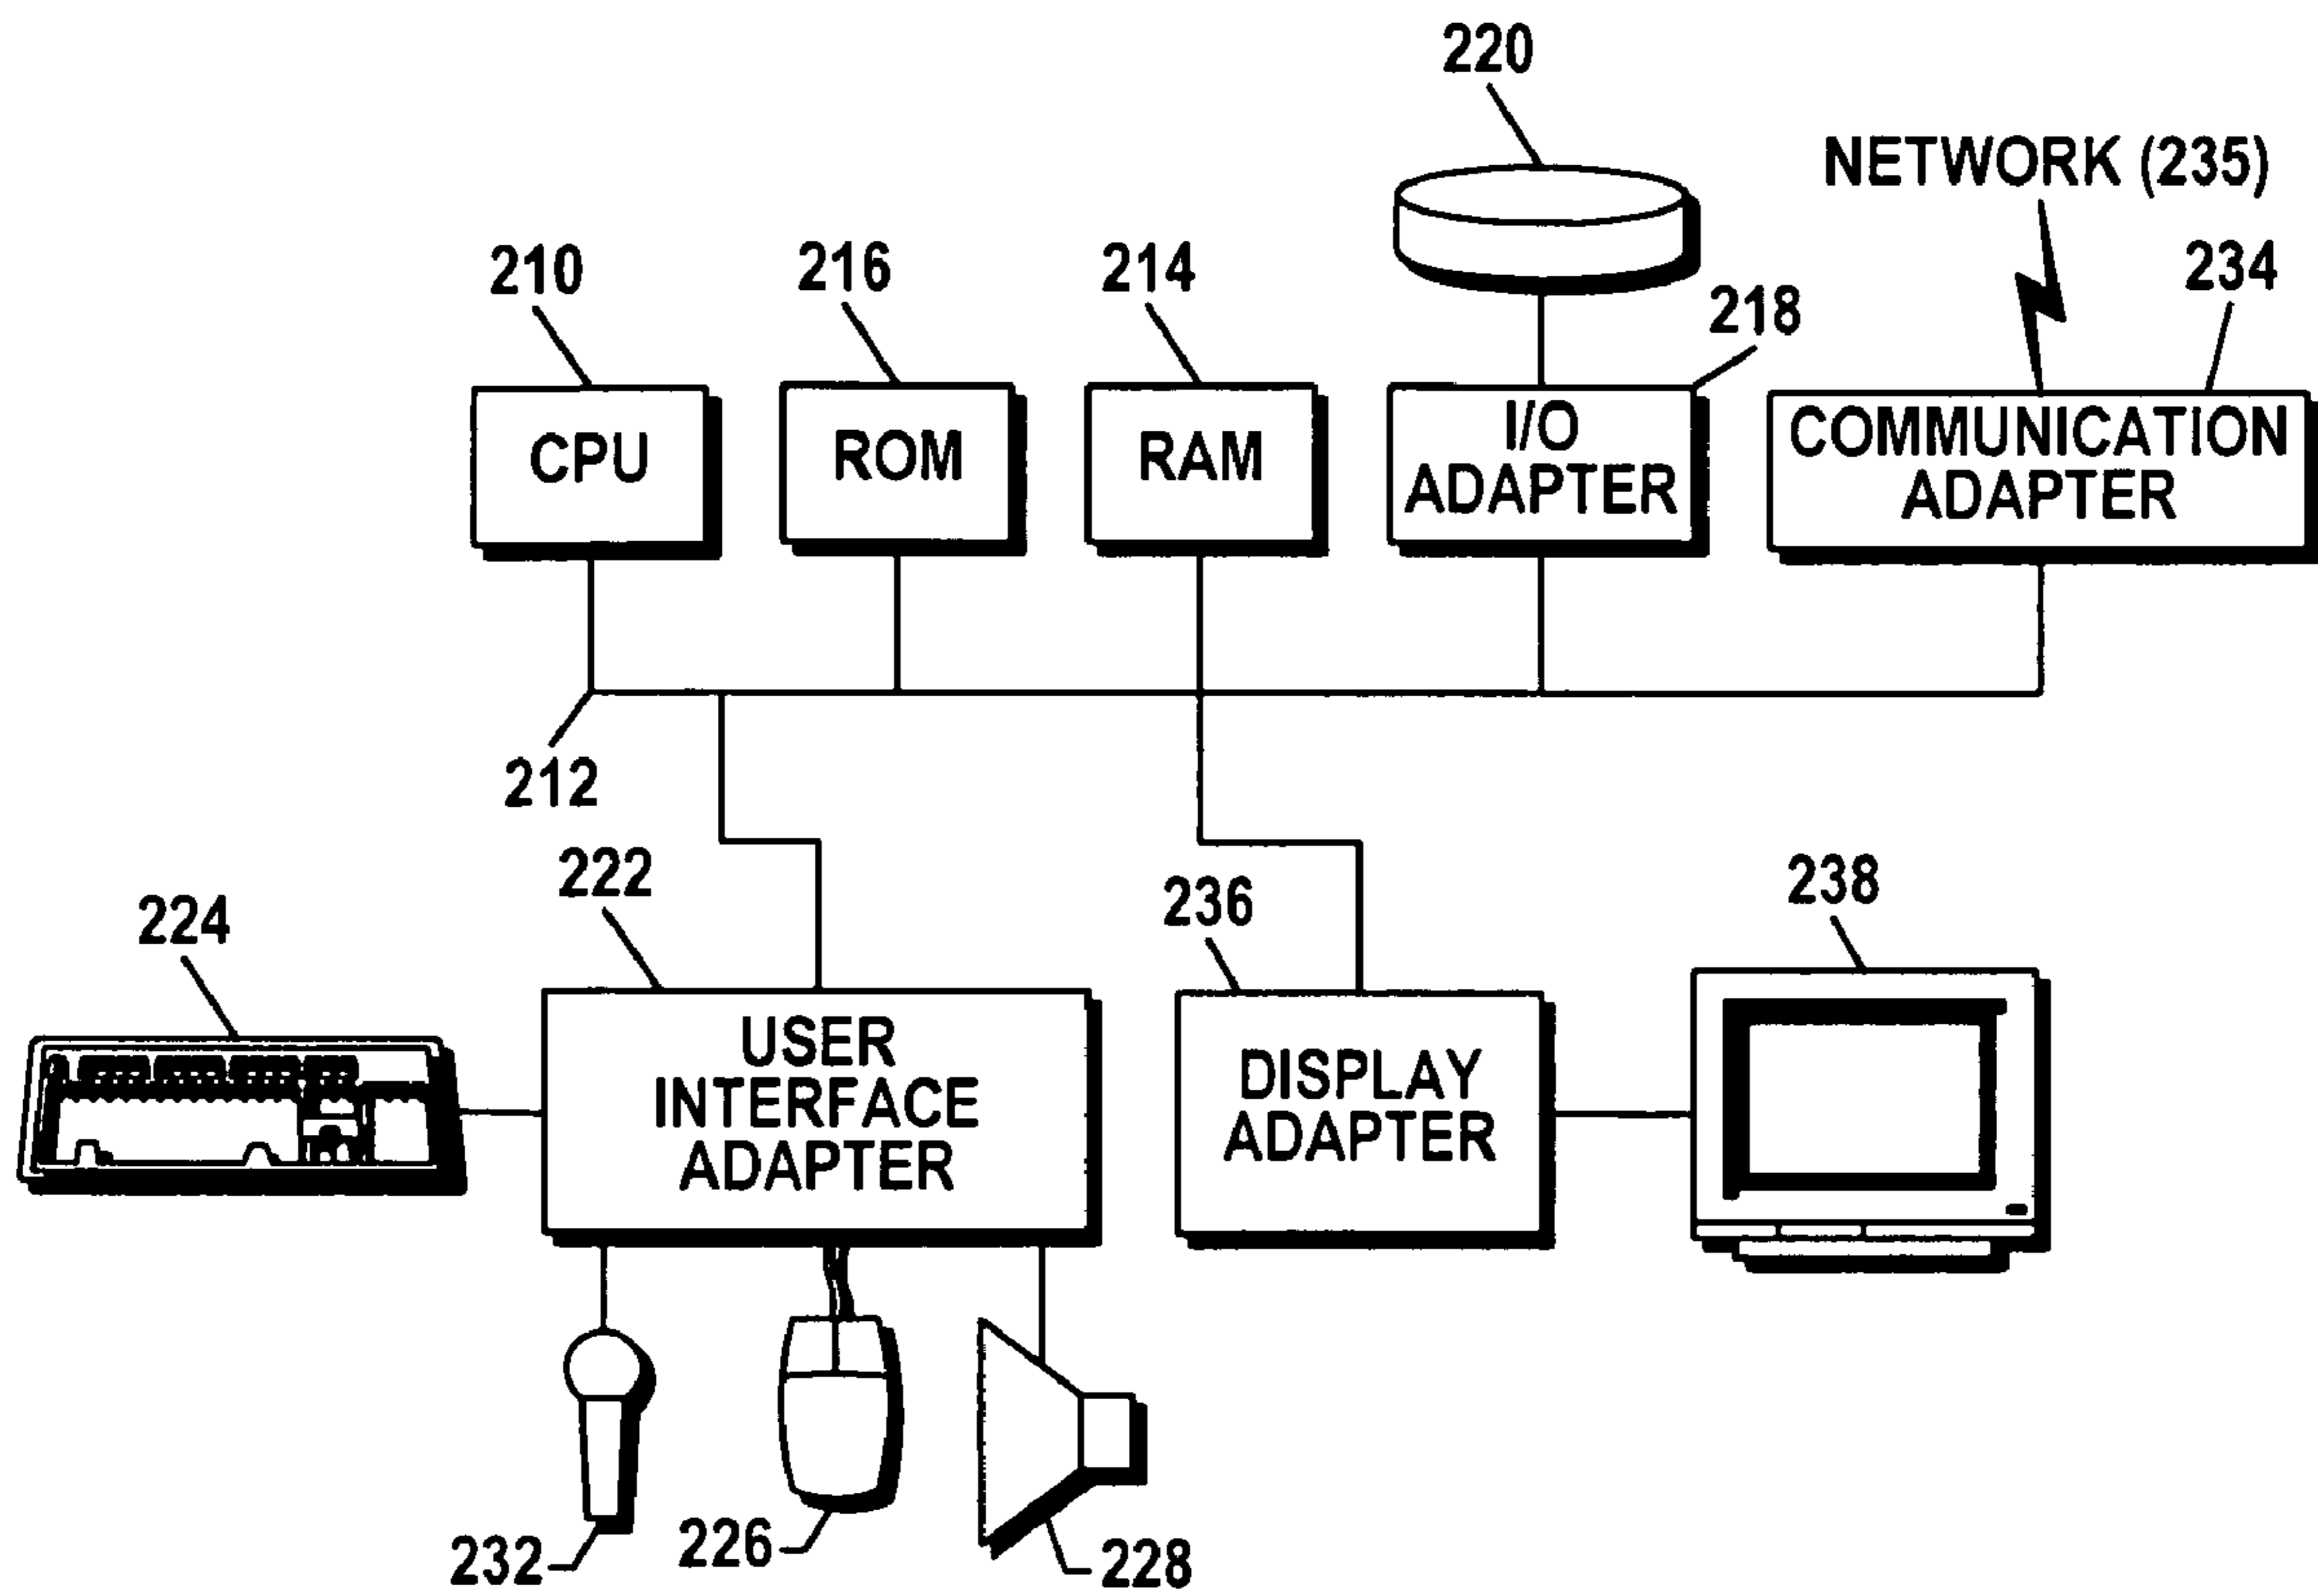 220
NETWORK (235)
210
216
214
234
218
CPU
ROM
RAM
I/O
ADAPTER
COMMUNICATION
ADAPTER
212
222
236
238
224
USER
INTERFACE
ADAPTER
DISPLAY
ADAPTER
232
226
228